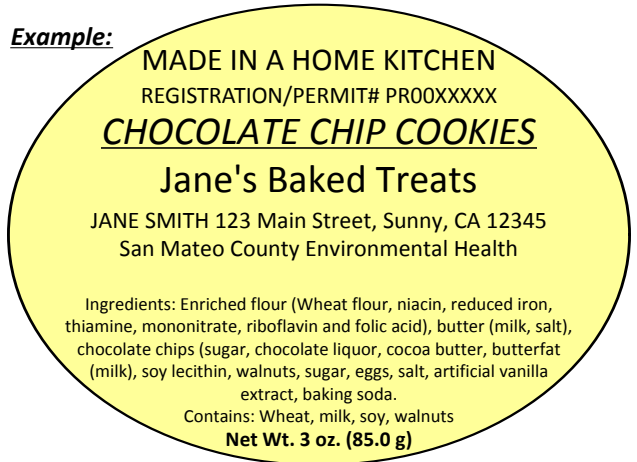 Example:
MADE IN A HOME KITCHEN
REGISTRATION/PERMIT# PR00XXXXX
CHOCOLATE CHIP COOKIES
Jane's Baked Treats
JANE SMITH 123 Main Street, Sunny, CA 12345
San Mateo County Environmental Health
Ingredients: Enriched flour (Wheat flour, niacin, reduced iron,
thiamine, mononitrate, riboflavin and folic acid), butter (milk, salt),
chocolate chips (sugar, chocolate liquor, cocoa butter, butterfat
(milk), soy lecithin, walnuts, sugar, eggs, salt, artificial vanilla
extract, baking soda.
Contains: Wheat, milk, soy, walnuts
Net Wt. 3 oz. (85.0 g)